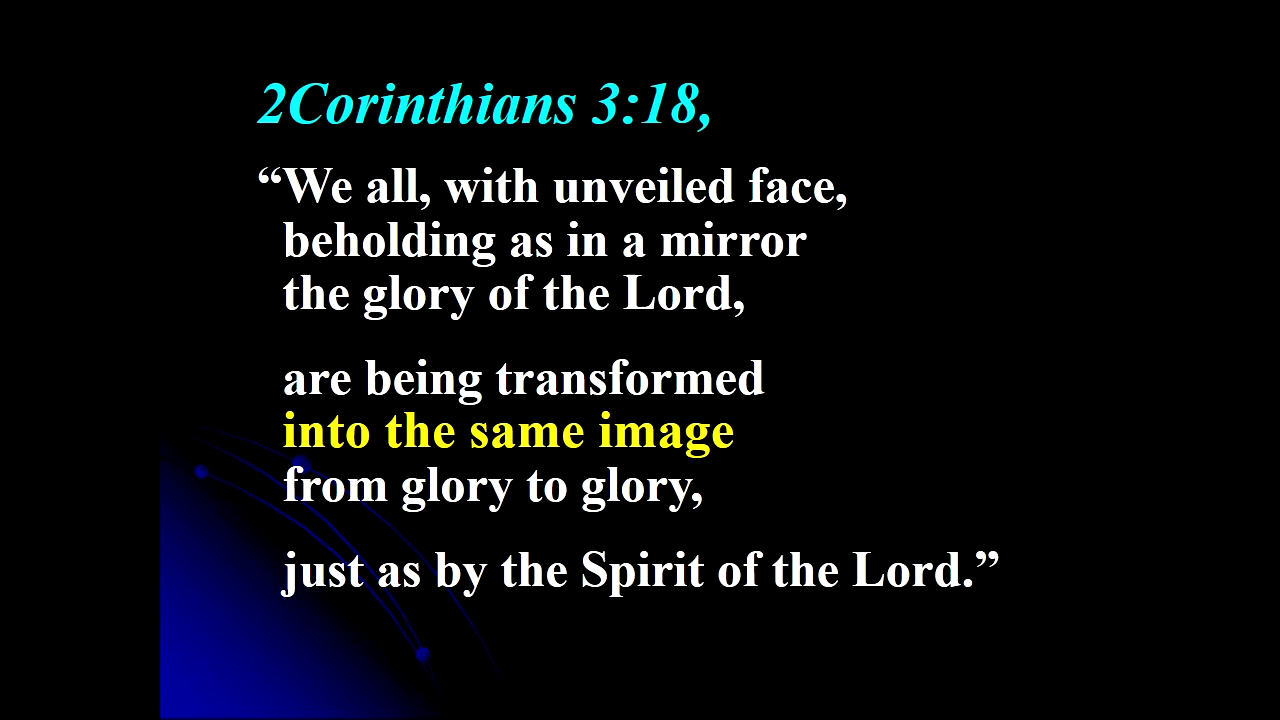 2Corinthians 3:18,
“We all, with unveiled face,
beholding as in a mirror
the glory of the Lord,
are being transformed
into the same image
from glory to glory,
just as by the Spirit of the Lord.”